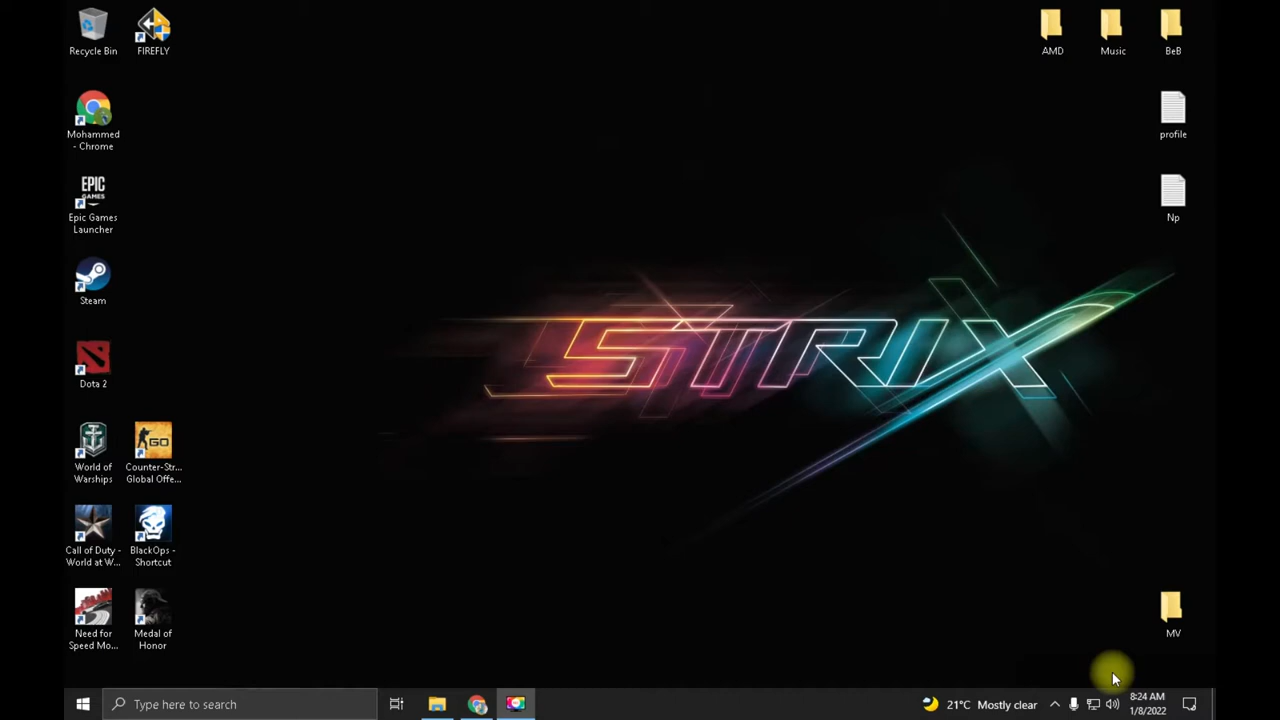 Recycle Bin
FIREFLY
AMD
Music
BeB
Mohammed
- Chrome
profile
EPIC
GAMES
Epic Games
Launcher
Np
Steam
STRIX
Dota 2
GO
World of
Warships
Counter-Str...
Global Offe...
Call of Duty -
World at W...
BlackOps -
Shortcut
Need for
Speed Mo...
Medal of
Honor
MV
Type here to search
21°C Mostly clear
8:24 AM
1/8/2022